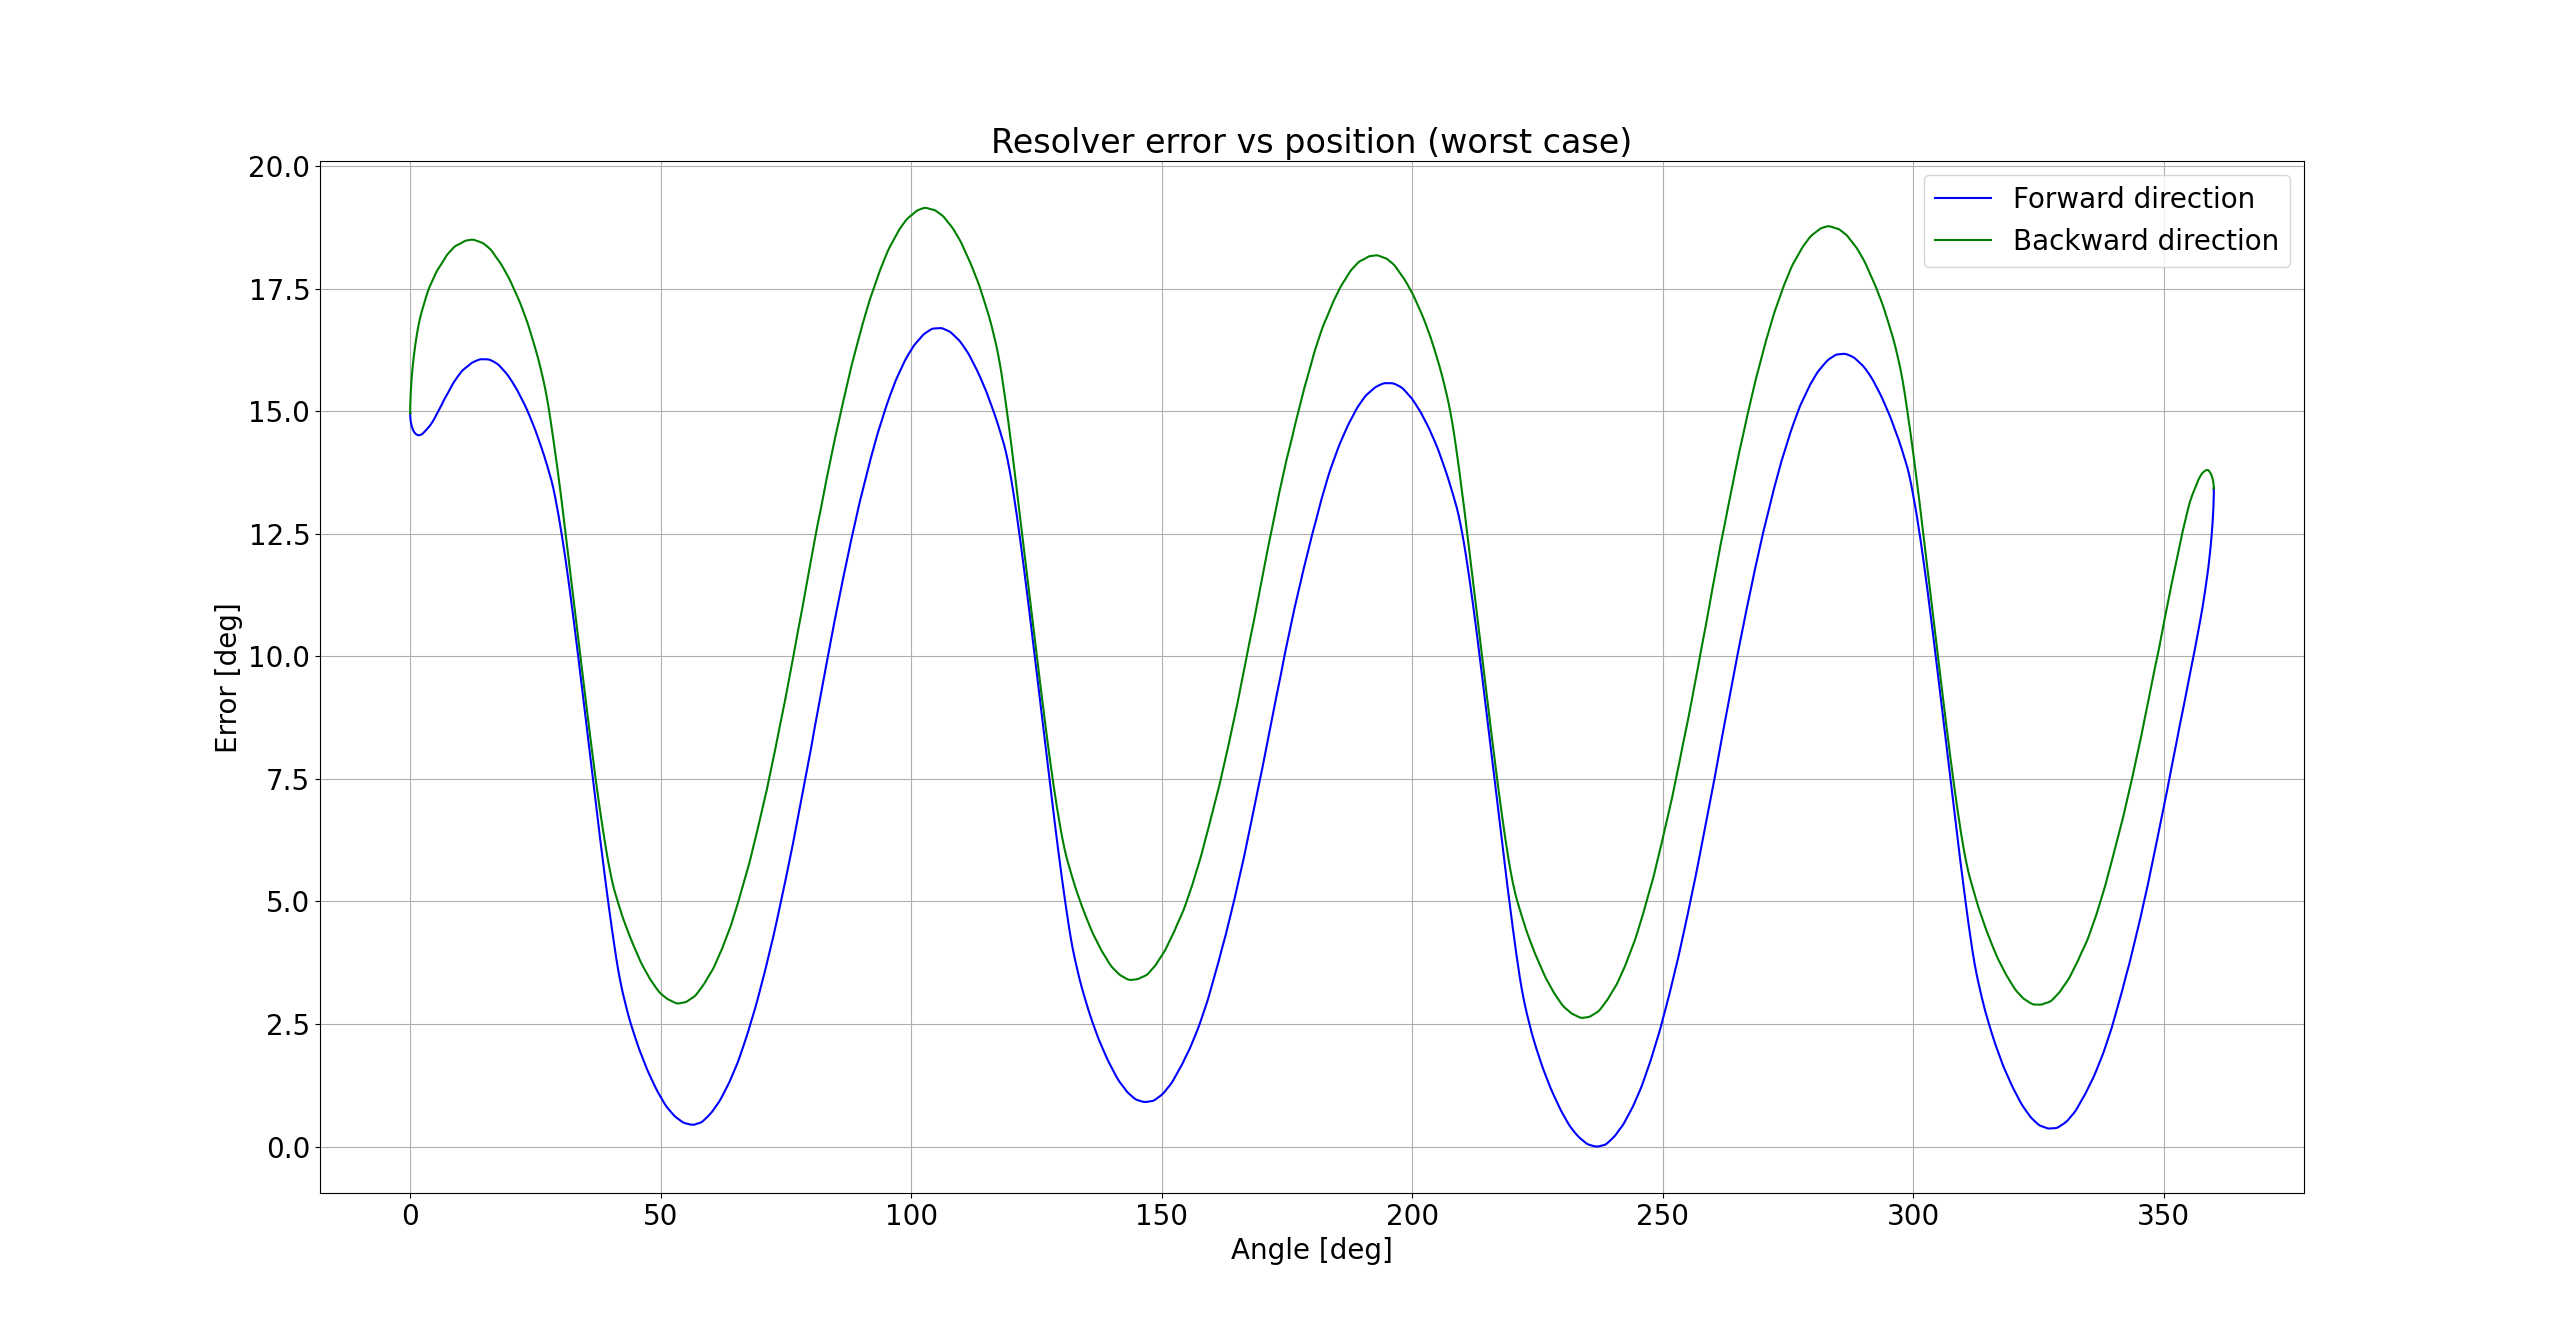 Resolver error vs position (worst case)
Forward direction
Backward direction
Error [deg]
20.0
17.5
15.0
12.5
10.0
7.5
5.0
2.5
0.0
0 50 100 150 200 250 300 350
Angle [deg]